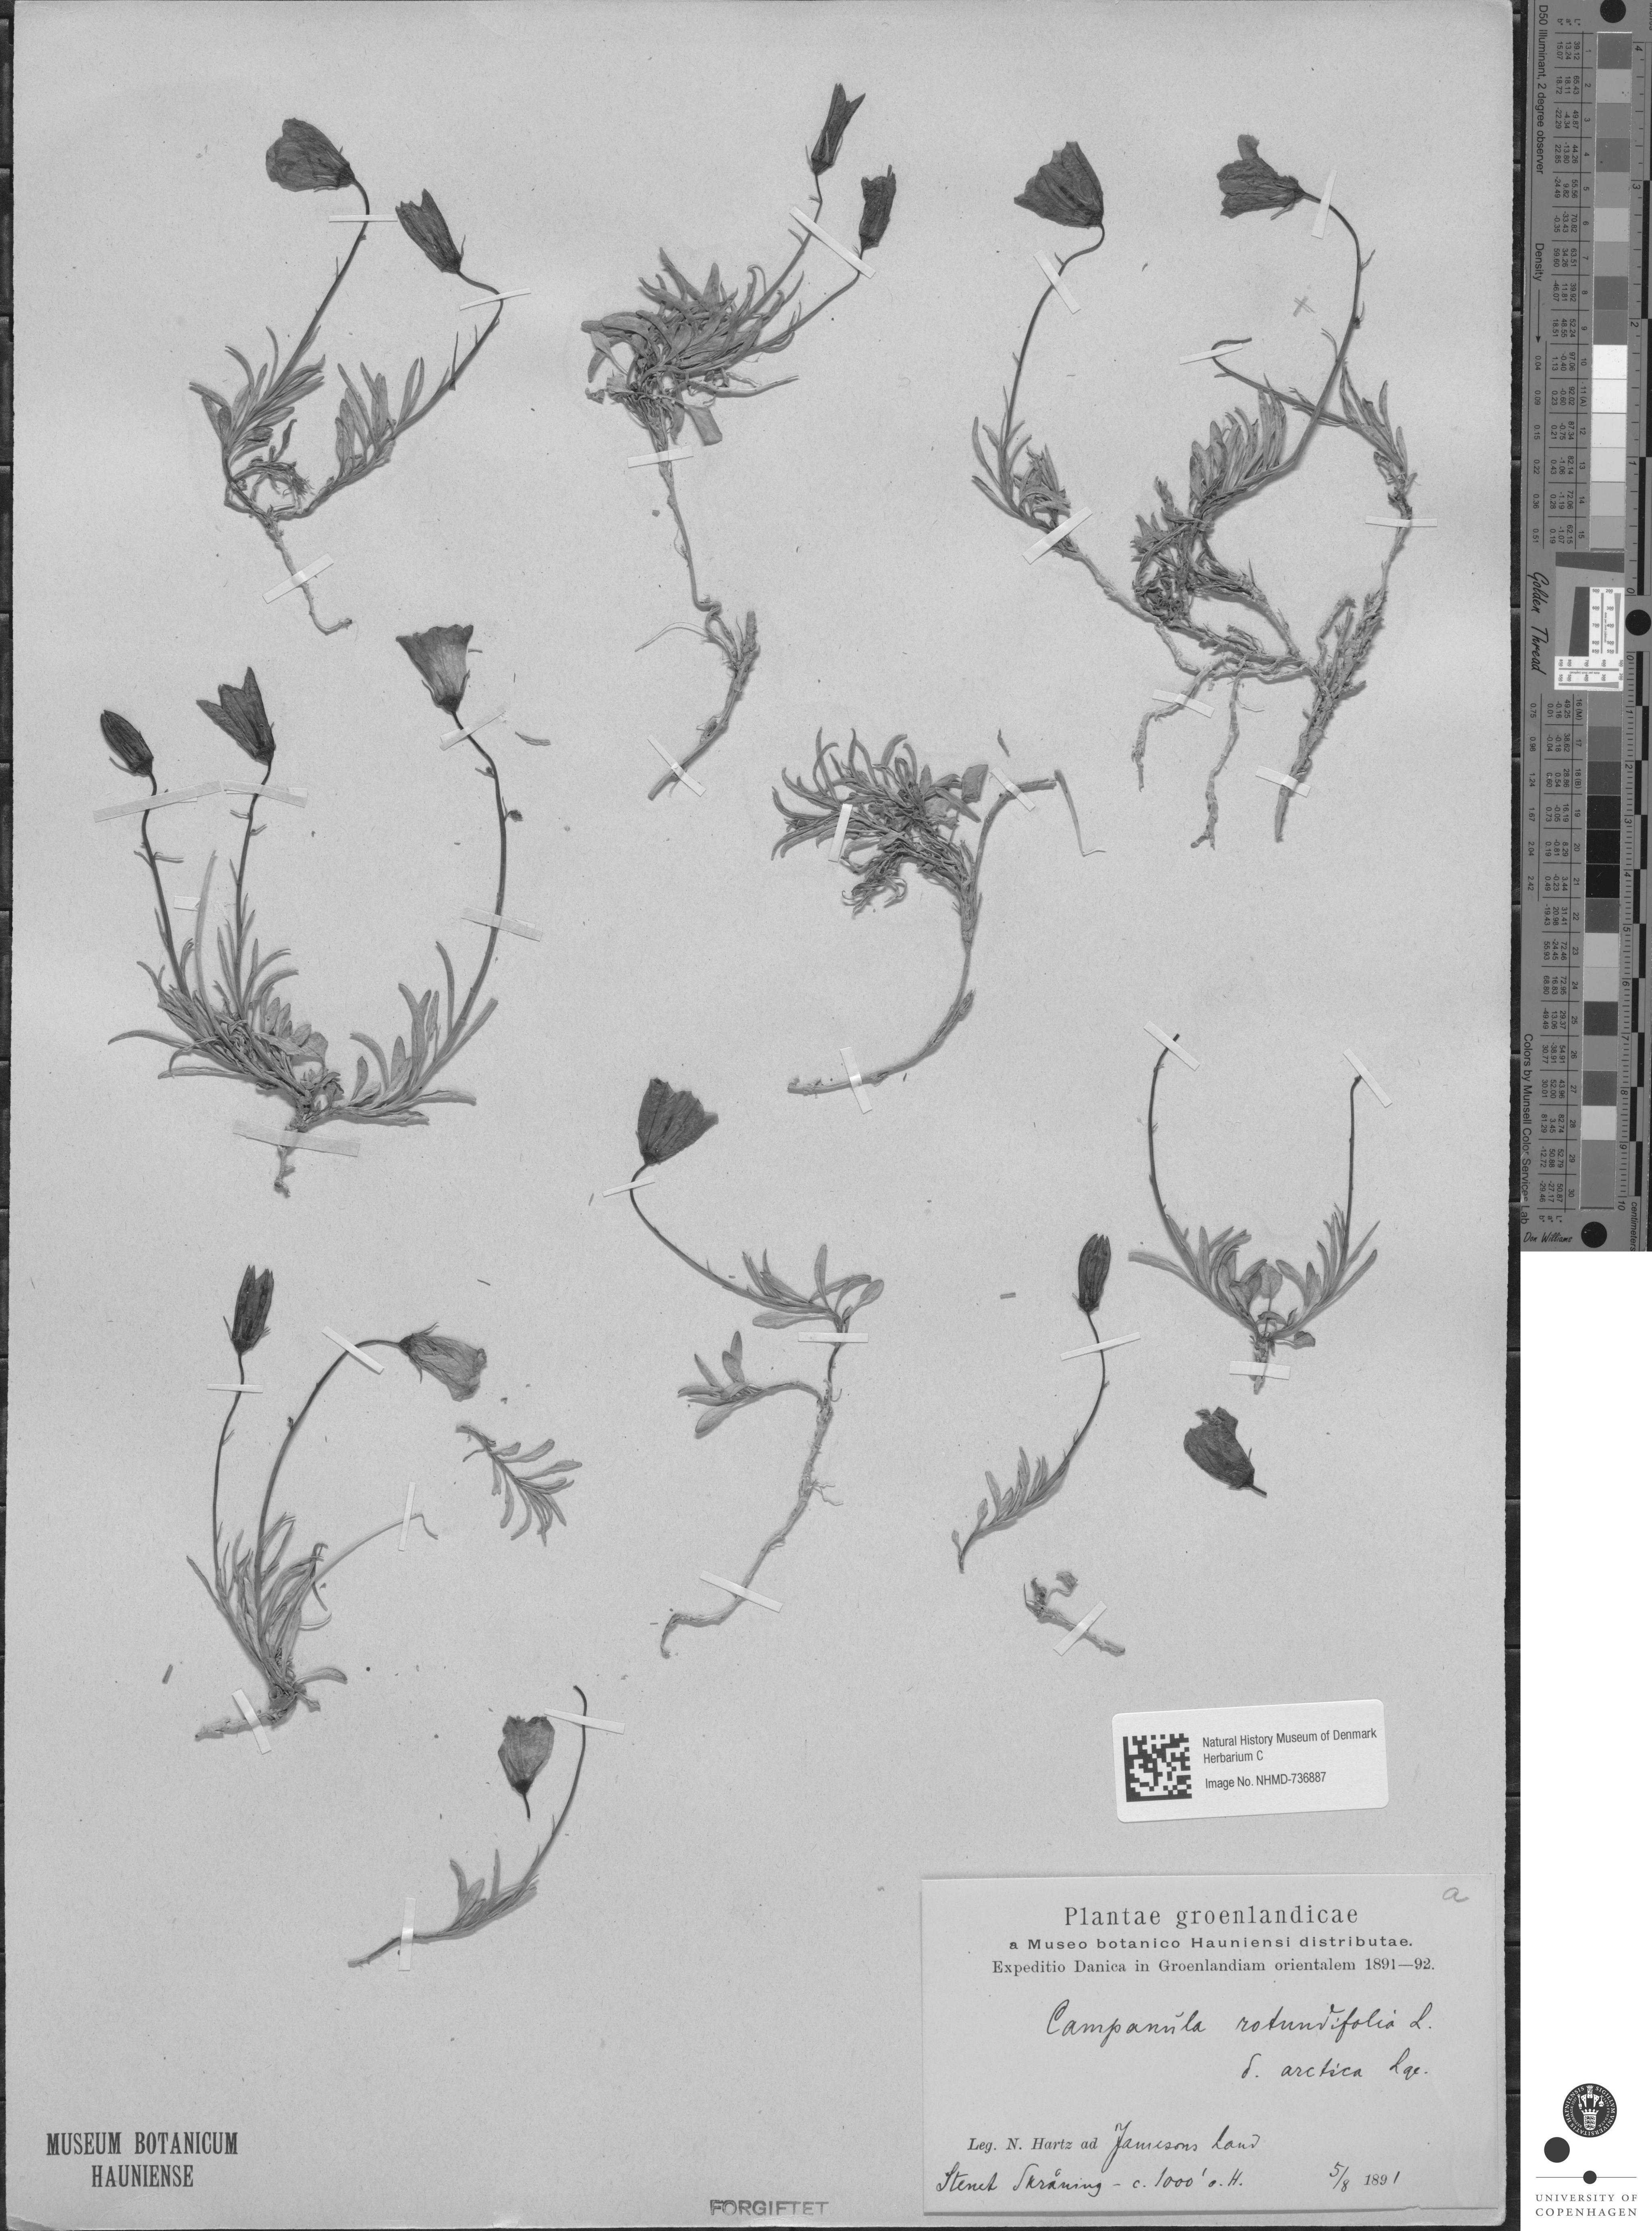 Natural History Museum of Denmark
Herbarium C
Image No. NHMD-736887
a
Plantae groenlandicae
a Museo botanico Hauniensi distributae.
Expeditio Danica in Groenlandiam orientalem 1891—92.
Campanula rotundifolia L.
δ. arctica Lge.
Leg. N. Hartz ad Jamesons Land
Stenet Skråning – c. 1000' o. H. 5/8 1891
MUSEUM BOTANICUM
HAUNIENSE
FORGIFTET
D50 Illuminant, 2 degree observer
Density
Golden Thread
Colors by Munsell Color Services Lab
Don Williams
centimeters
UNIVERSITY OF
COPENHAGEN